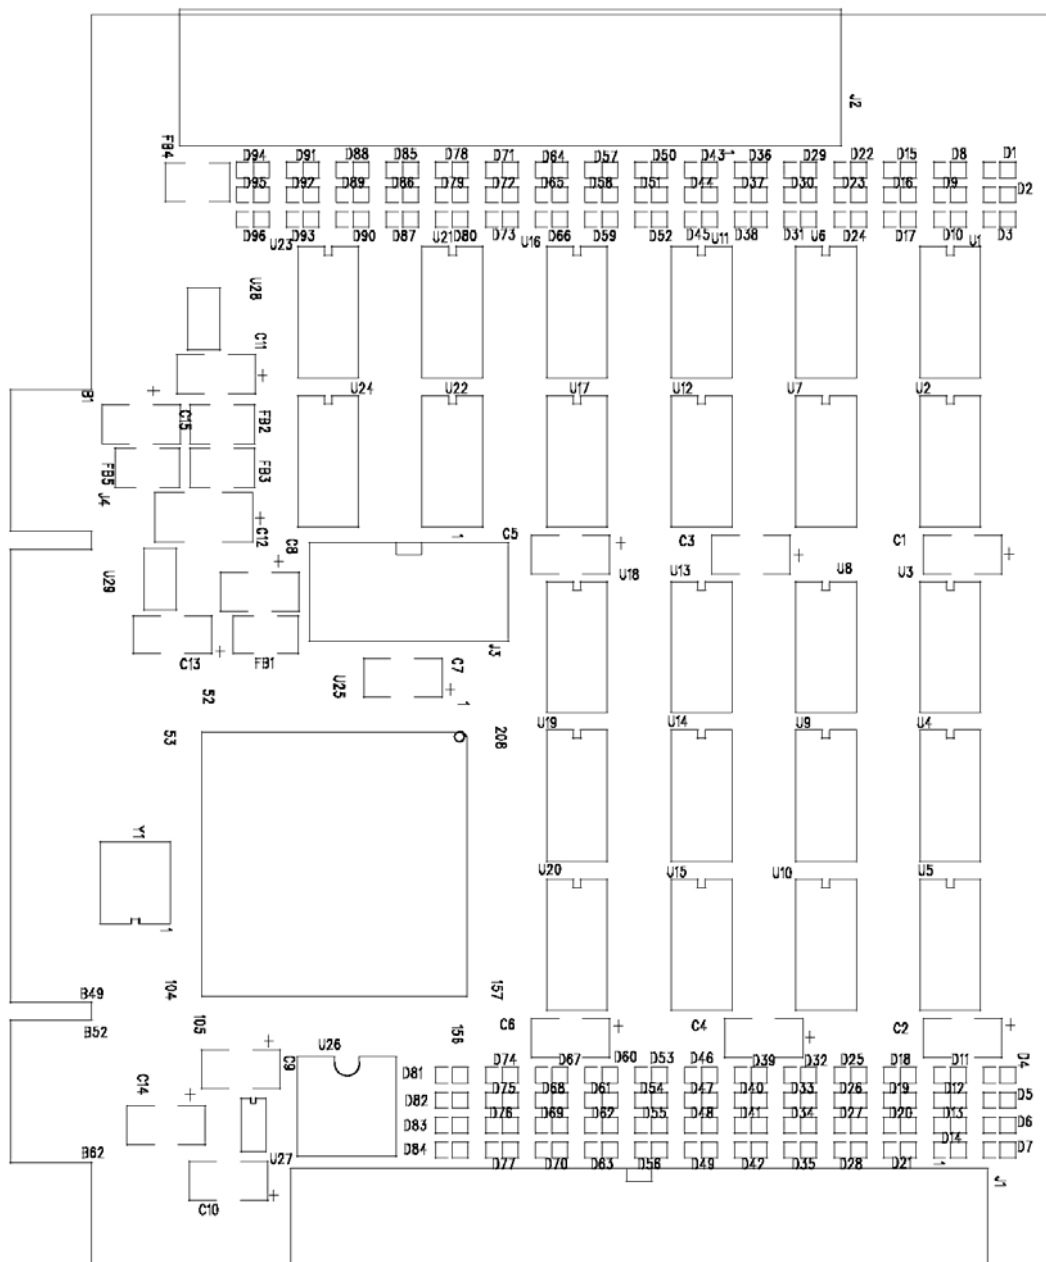 J2
FB4
D94 D91 D88 D85 D78 D71 D64 D57 D50 D43 1 D36 D29 D22 D15 D8 D1
D95 D92 D89 D86 D79 D72 D65 D58 D51 D44 D37 D30 D23 D16 D9 D2
D96 D93 D90 D87 D80 D73 D66 D59 D52 D45 D38 D31 D24 D17 D10 D3
U23 U21 U16 U11 U6 U1
U28
C11
B1 U24 U22 U17 U12 U7 U2
C15 FB2
FB5 FB3
J4
C12 C8 1 C5 C3 C1
U29 U18 U13 U8 U3
C13 FB1 J3
52 U25 C7 1
53 208 U19 U14 U9 U4
Y1
U20 U15 U10 U5
1
104 157
B49
B52 105 156 C6 C4 C2
U26
C9 D81 D74 D67 D60 D53 D46 D39 D32 D25 D18 D11 D4
C14 D82 D75 D68 D61 D54 D47 D40 D33 D26 D19 D12 D5
D83 D76 D69 D62 D55 D48 D41 D34 D27 D20 D13 D6
B62 D84 D14 D7
U27 D77 D70 D63 D56 D49 D42 D35 D28 D21 1
C10 J1